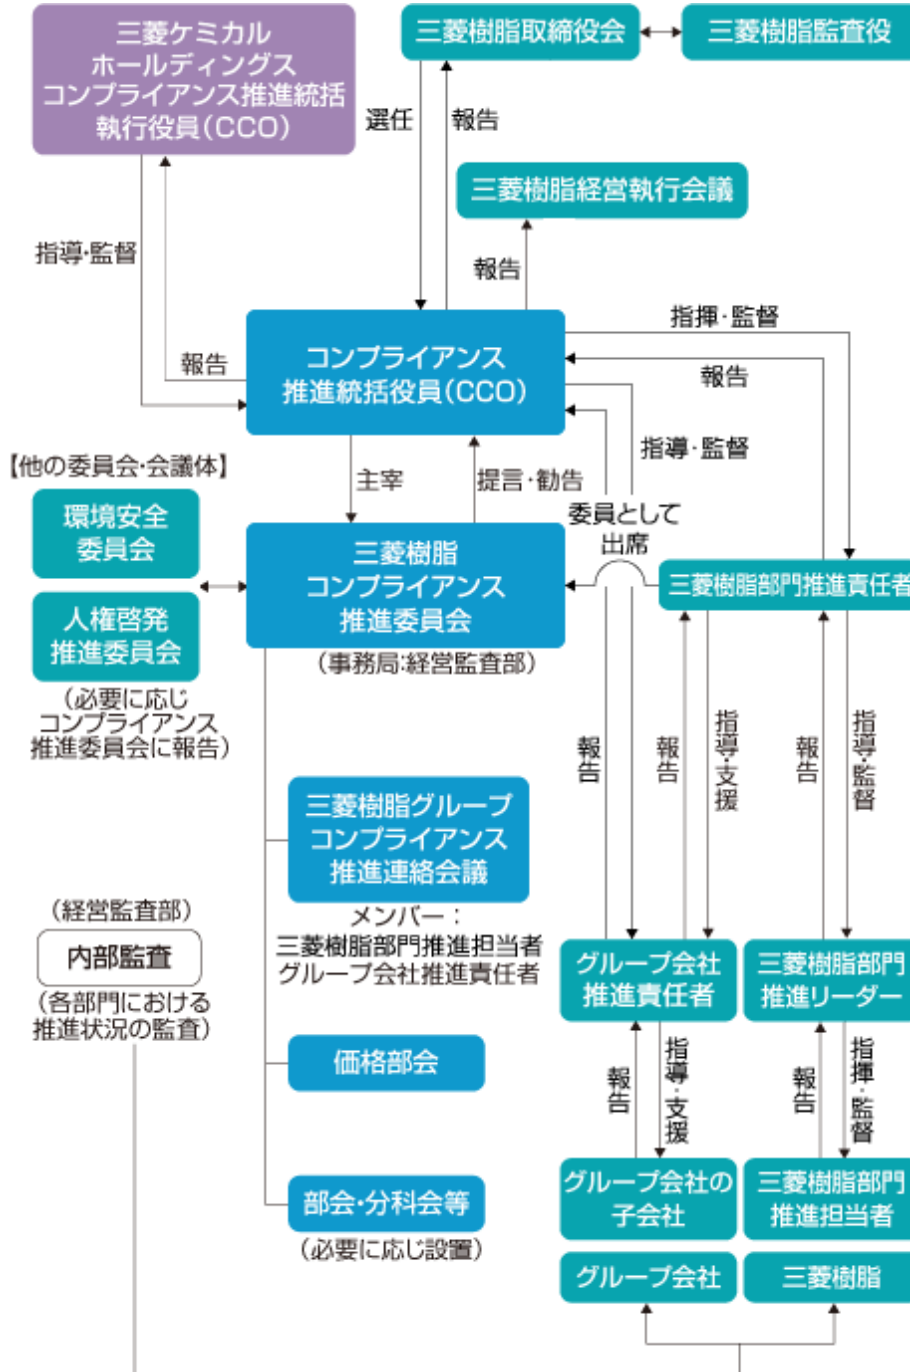 三菱ケミカル
ホールディングス
コンプライアンス推進統括
執行役員(CCO)
三菱樹脂取締役会
三菱樹脂監査役
選任
報告
三菱樹脂経営執行会議
指導・監督
報告
報告
指揮・監督
報告
コンプライアンス
推進統括役員(CCO)
指導・監督
【他の委員会・会議体】
主宰
提言・勧告
委員として
出席
環境安全
委員会
人権啓発
推進委員会
(必要に応じ
コンプライアンス
推進委員会に報告)
三菱樹脂
コンプライアンス
推進委員会
(事務局:経営監査部)
三菱樹脂部門推進責任者
報告
報告
指導・支援
報告
指導・監督
三菱樹脂グループ
コンプライアンス
推進連絡会議
メンバー:
三菱樹脂部門推進担当者
グループ会社推進責任者
(経営監査部)
内部監査
(各部門における
推進状況の監査)
グループ会社
推進責任者
三菱樹脂部門
推進リーダー
価格部会
報告
指導・支援
報告
指揮・監督
部会・分科会等
(必要に応じ設置)
グループ会社の
子会社
三菱樹脂部門
推進担当者
グループ会社
三菱樹脂